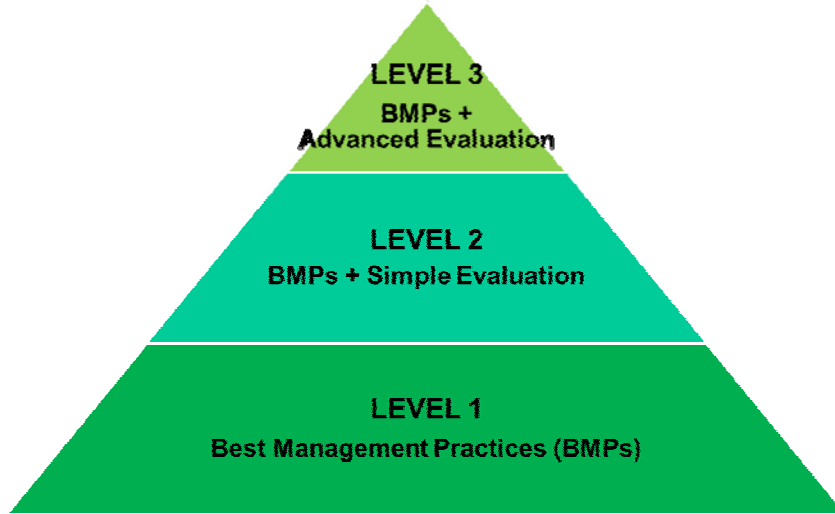 LEVEL 3
BMPs +
Advanced Evaluation
LEVEL 2
BMPs + Simple Evaluation
LEVEL 1
Best Management Practices (BMPs)